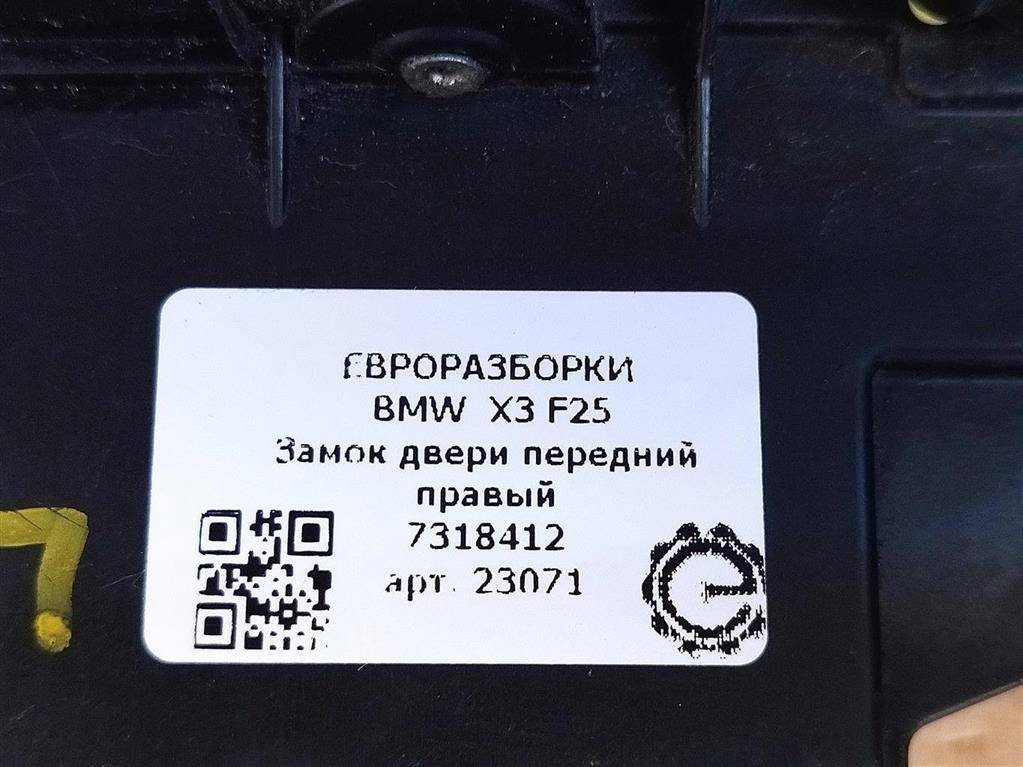 ЕВРОРАЗБОРКИ
BMW X3 F25
Замок двери передний
правый
7318412
арт. 23071